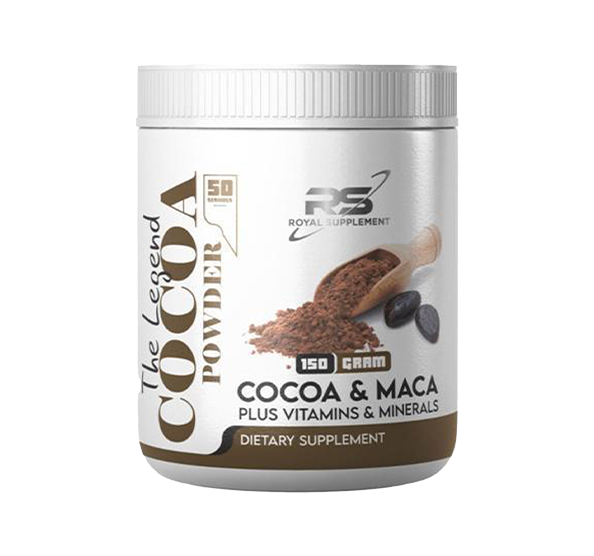 The Legend
COCOA
POWDER
50
SERVINGS
RS
ROYAL SUPPLEMENT
150 GRAM
COCOA & MACA
PLUS VITAMINS & MINERALS
DIETARY SUPPLEMENT